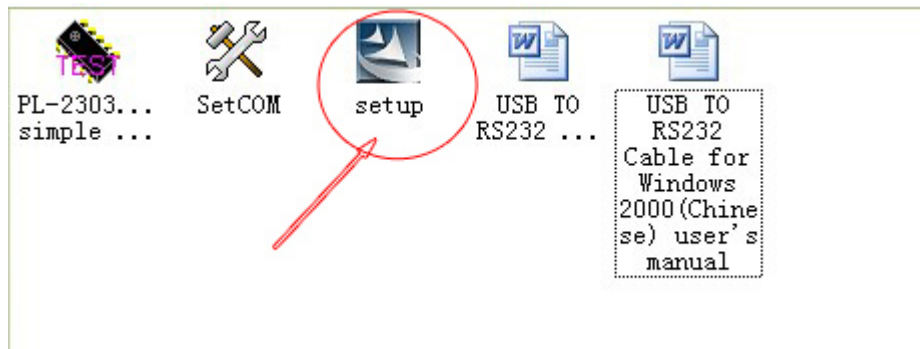 TEST
PL-2303...
simple ...
SetCOM
setup
USB TO
RS232 ...
USB TO
RS232
Cable for
Windows
2000(Chine
se) user's
manual